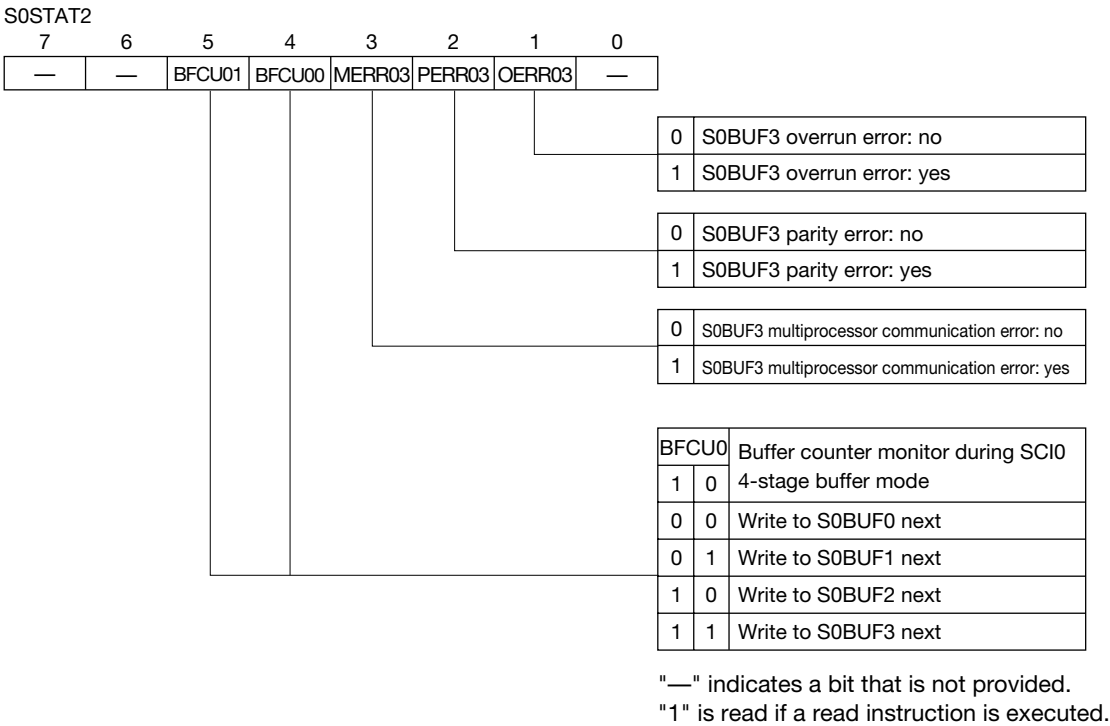 S0STAT2
7 6 5 4 3 2 1 0
— — BFCU01 BFCU00 MERR03 PERR03 OERR03 —
0 S0BUF3 overrun error: no
1 S0BUF3 overrun error: yes
0 S0BUF3 parity error: no
1 S0BUF3 parity error: yes
0 S0BUF3 multiprocessor communication error: no
1 S0BUF3 multiprocessor communication error: yes
BFCU0 Buffer counter monitor during SCI0
1 0 4-stage buffer mode
0 0 Write to S0BUF0 next
0 1 Write to S0BUF1 next
1 0 Write to S0BUF2 next
1 1 Write to S0BUF3 next
"—" indicates a bit that is not provided.
"1" is read if a read instruction is executed.